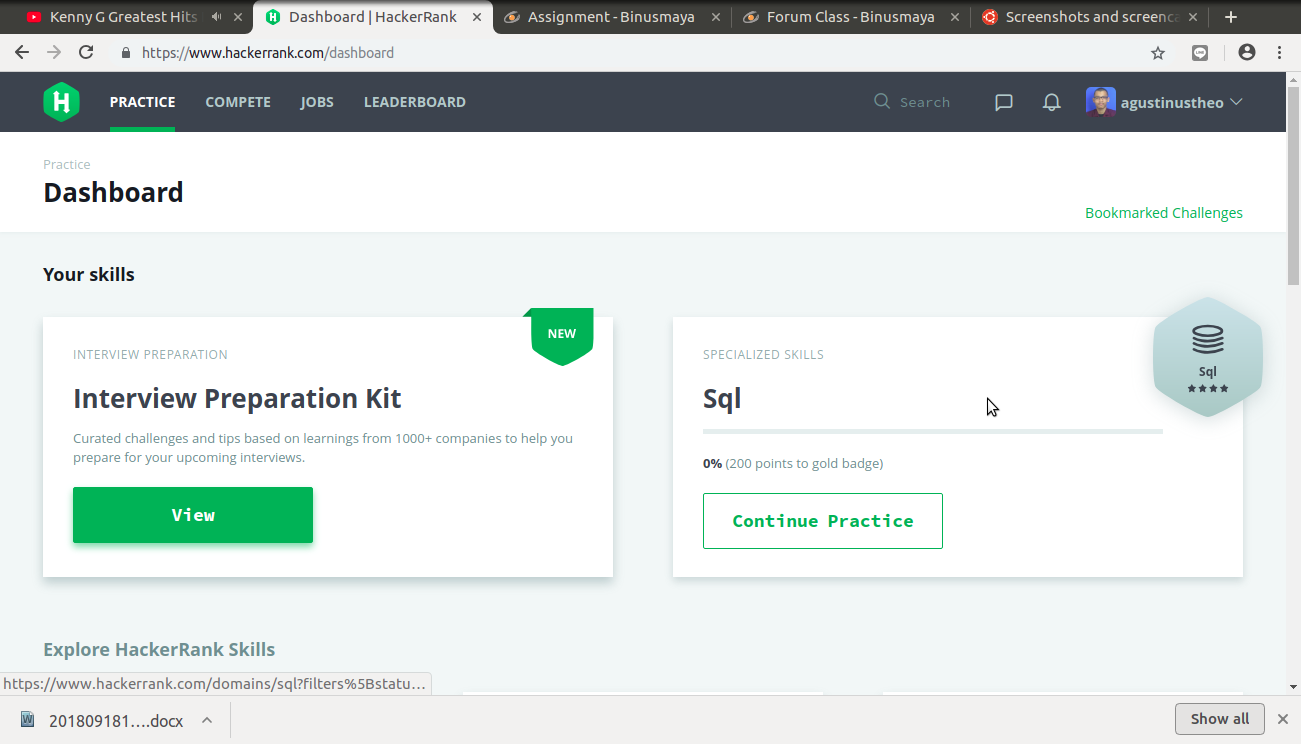 Kenny G Greatest Hits
Dashboard | HackerRank
Assignment - Binusmaya
Forum Class - Binusmaya
Screenshots and screenca
https://www.hackerrank.com/dashboard
H
PRACTICE
COMPETE
JOBS
LEADERBOARD
Search
agustinustheo
Practice
Dashboard
Bookmarked Challenges
Your skills
NEW
INTERVIEW PREPARATION
Interview Preparation Kit
Curated challenges and tips based on learnings from 1000+ companies to help you
prepare for your upcoming interviews.
View
SPECIALIZED SKILLS
Sql
Sql
0% (200 points to gold badge)
Continue Practice
Explore HackerRank Skills
https://www.hackerrank.com/domains/sql?filters%5Bstatu…
201809181....docx
Show all